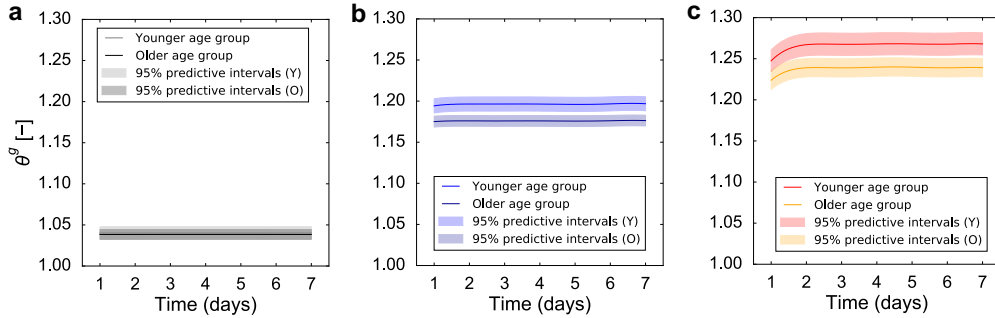 a
1.30
1.25
1.20
1.15
1.10
1.05
1.00
θ^g [−]
Younger age group
Older age group
95% predictive intervals (Y)
95% predictive intervals (O)
1 2 3 4 5 6 7
Time (days)
b
1.30
1.25
1.20
1.15
1.10
1.05
1.00
Younger age group
Older age group
95% predictive intervals (Y)
95% predictive intervals (O)
1 2 3 4 5 6 7
Time (days)
c
1.30
1.25
1.20
1.15
1.10
1.05
1.00
Younger age group
Older age group
95% predictive intervals (Y)
95% predictive intervals (O)
1 2 3 4 5 6 7
Time (days)